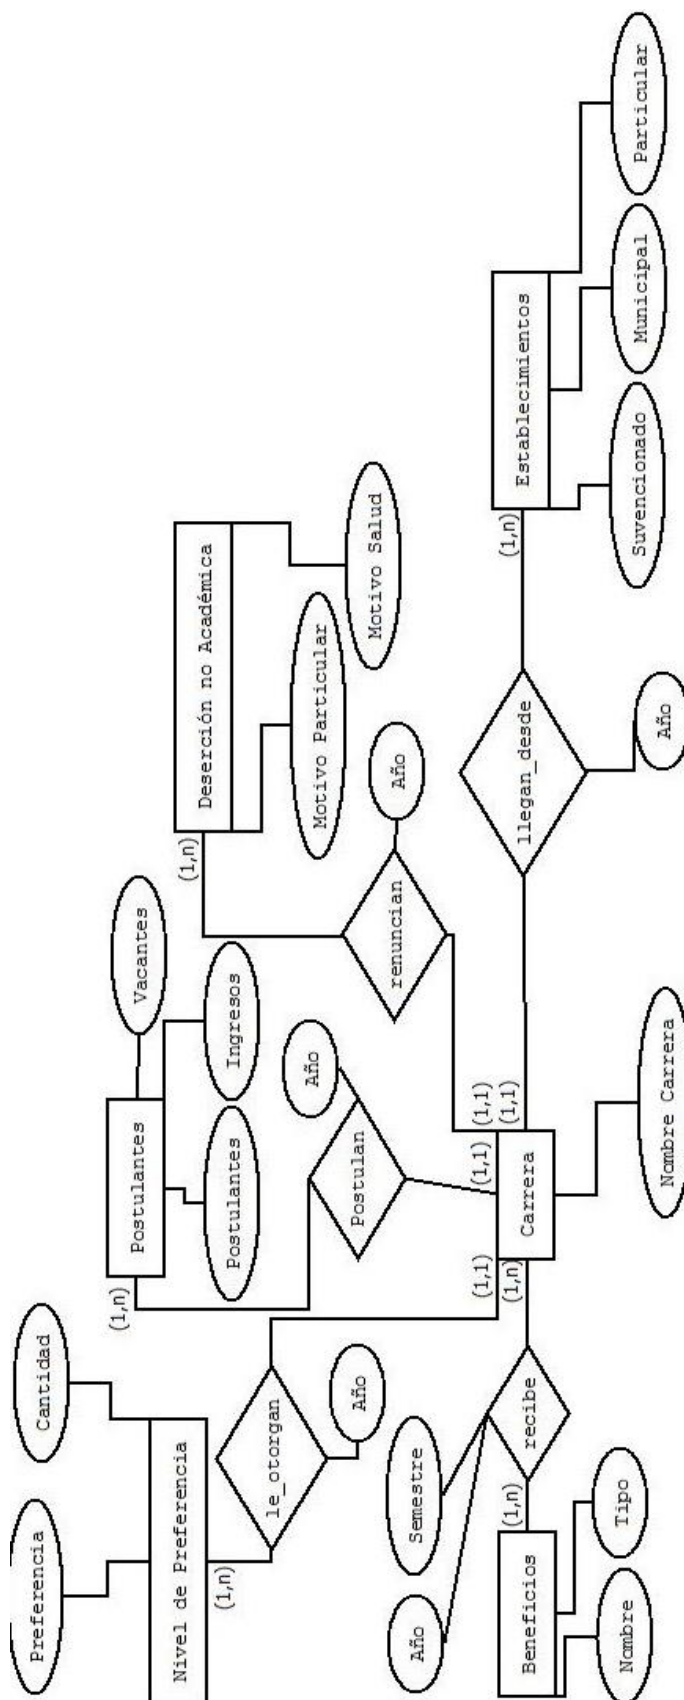 Preferencia
Cantidad
Nivel de Preferencia
(1,n)
le_otorgan
Año
Vacantes
Postulantes
Ingresos
Postulantes
(1,n)
Año
Postulan
Deserción no Académica
(1,n)
Motivo Particular
Motivo Salud
renuncian
Año
Año
Semestre
recibe
(1,n)
Beneficios
Nombre
Tipo
(1,1)
(1,n)
(1,1)
(1,1)
(1,1)
Carrera
Nombre Carrera
llegan_desde
Año
(1,n)
Establecimientos
Suvencionado
Municipal
Particular